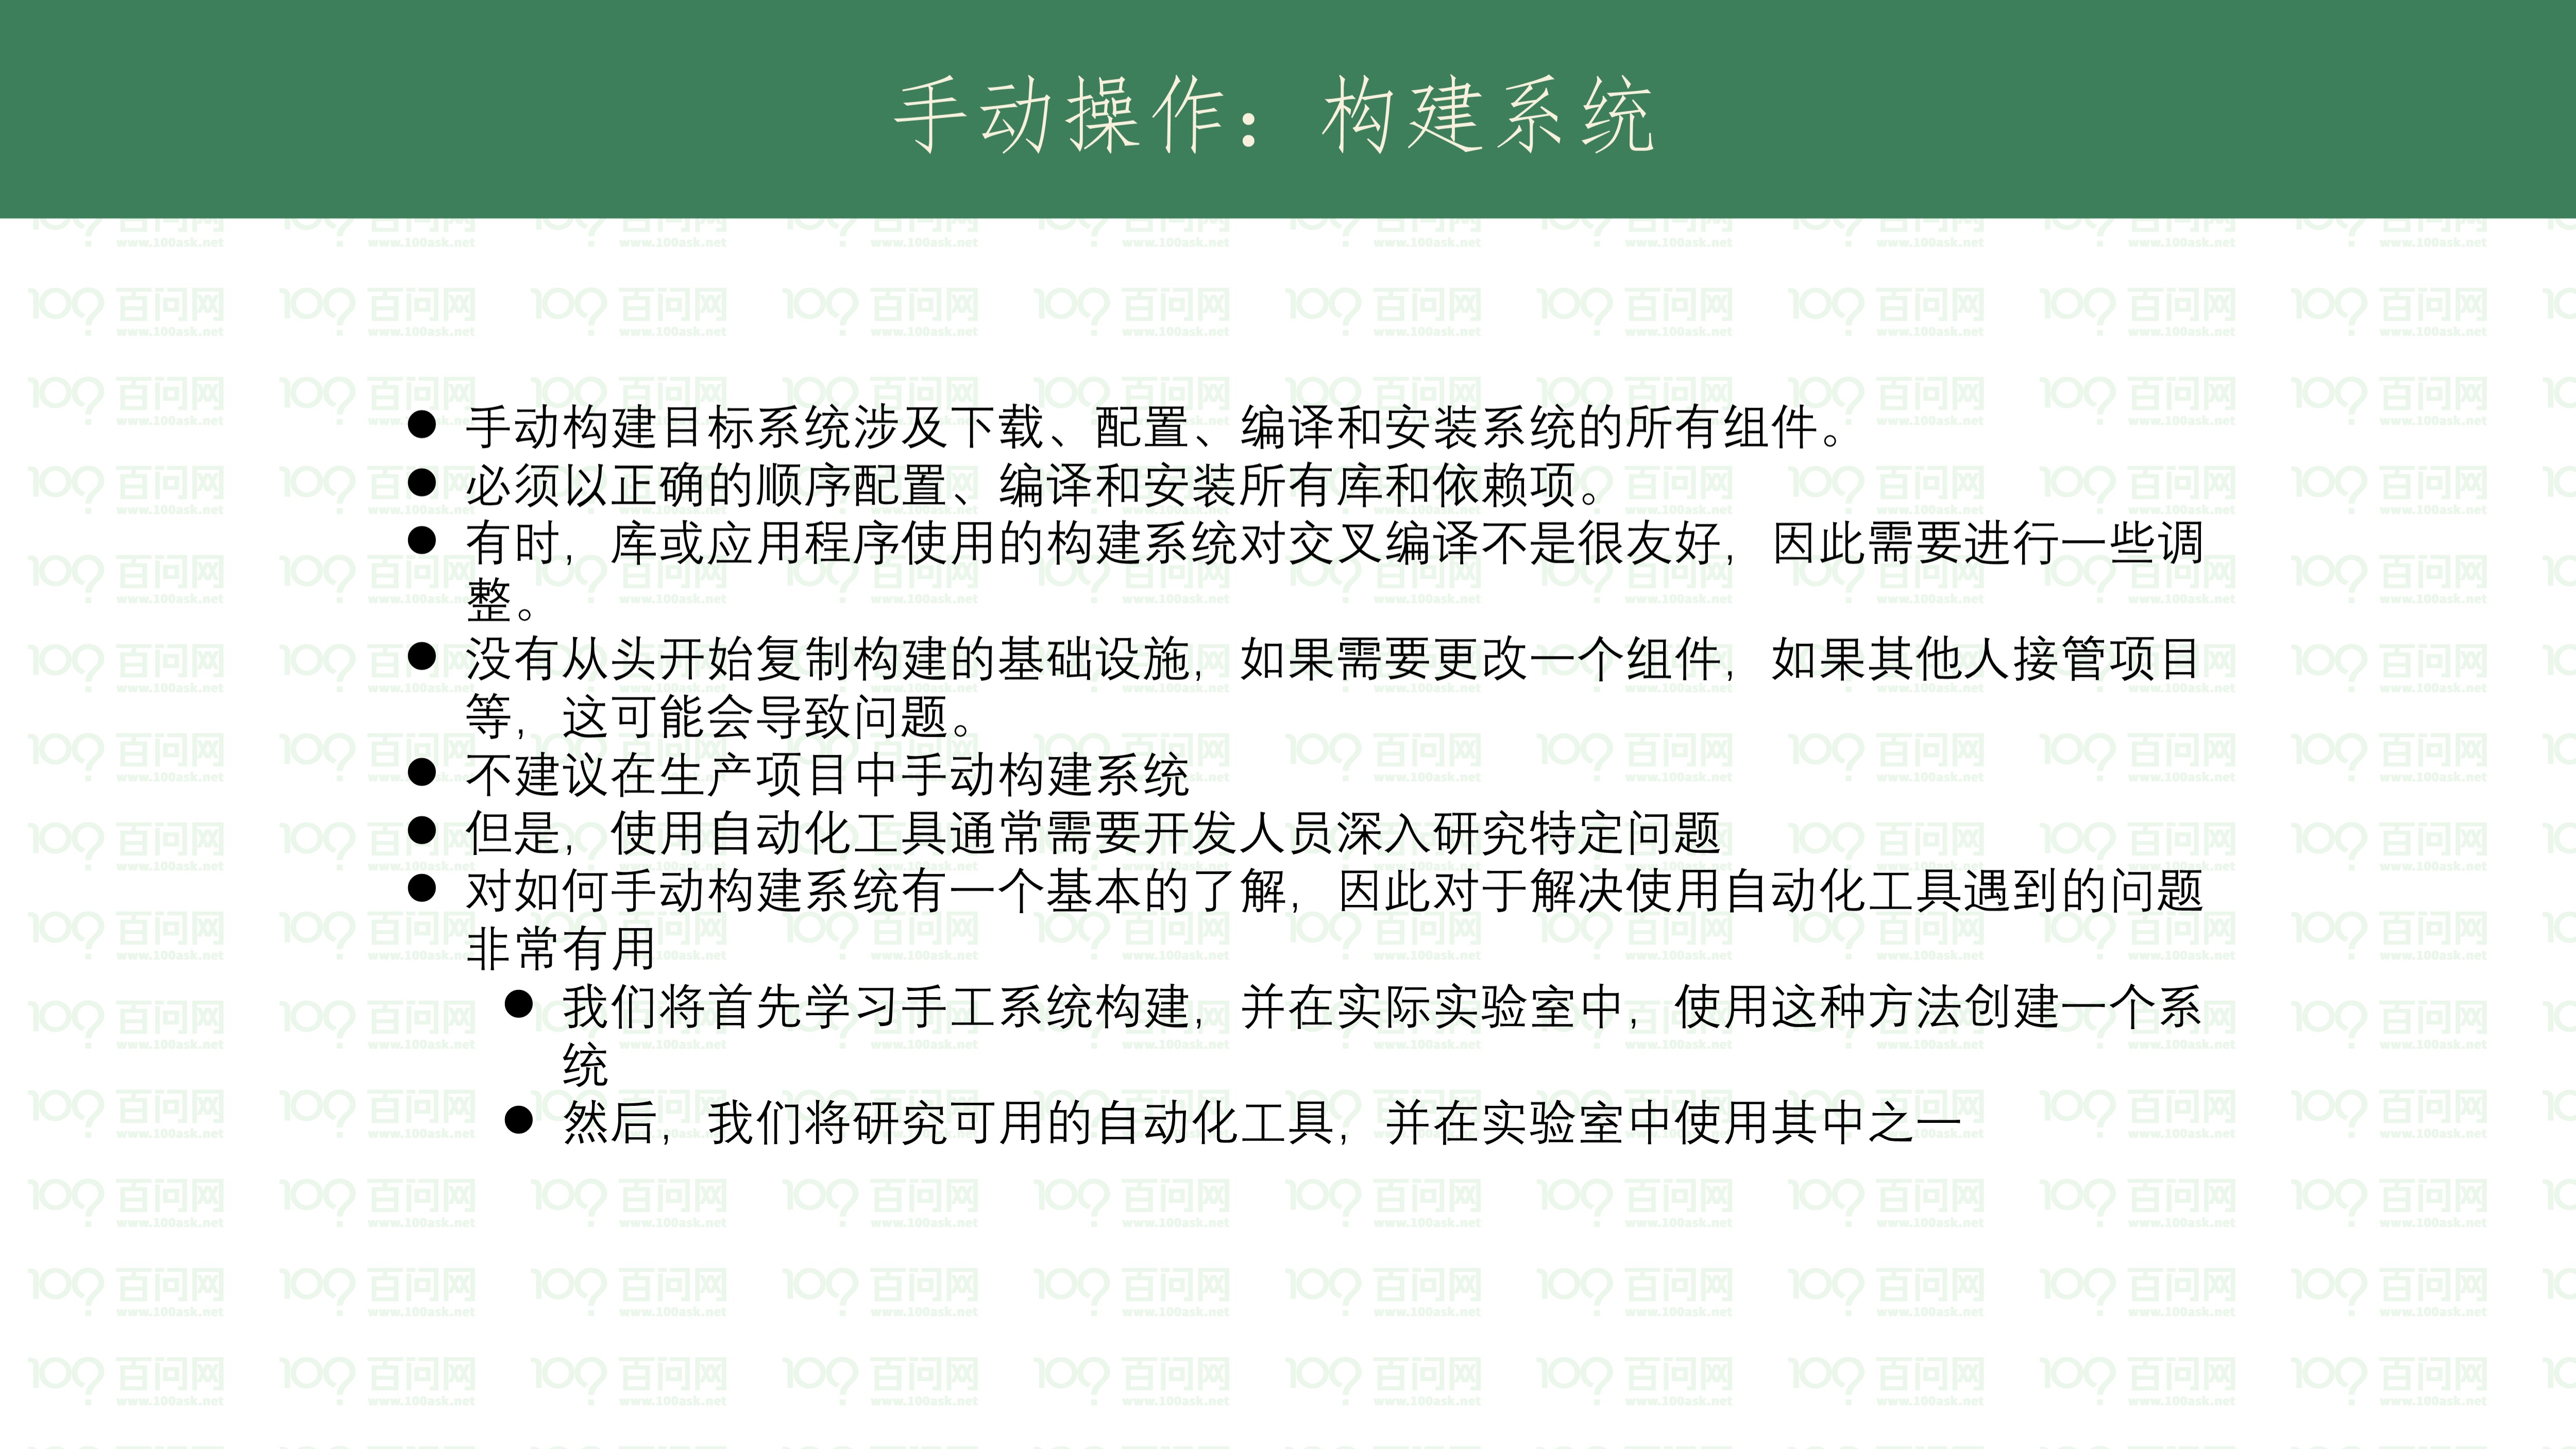 手动操作：构建系统
● 手动构建目标系统涉及下载、配置、编译和安装系统的所有组件。
● 必须以正确的顺序配置、编译和安装所有库和依赖项。
● 有时，库或应用程序使用的构建系统对交叉编译不是很友好，因此需要进行一些调
整。
● 没有从头开始复制构建的基础设施，如果需要更改一个组件，如果其他人接管项目
等，这可能会导致问题。
● 不建议在生产项目中手动构建系统
● 但是，使用自动化工具通常需要开发人员深入研究特定问题
● 对如何手动构建系统有一个基本的了解，因此对于解决使用自动化工具遇到的问题
非常有用
● 我们将首先学习手工系统构建，并在实际实验室中，使用这种方法创建一个系
统
● 然后，我们将研究可用的自动化工具，并在实验室中使用其中之一
100? 百问网
www.100ask.net